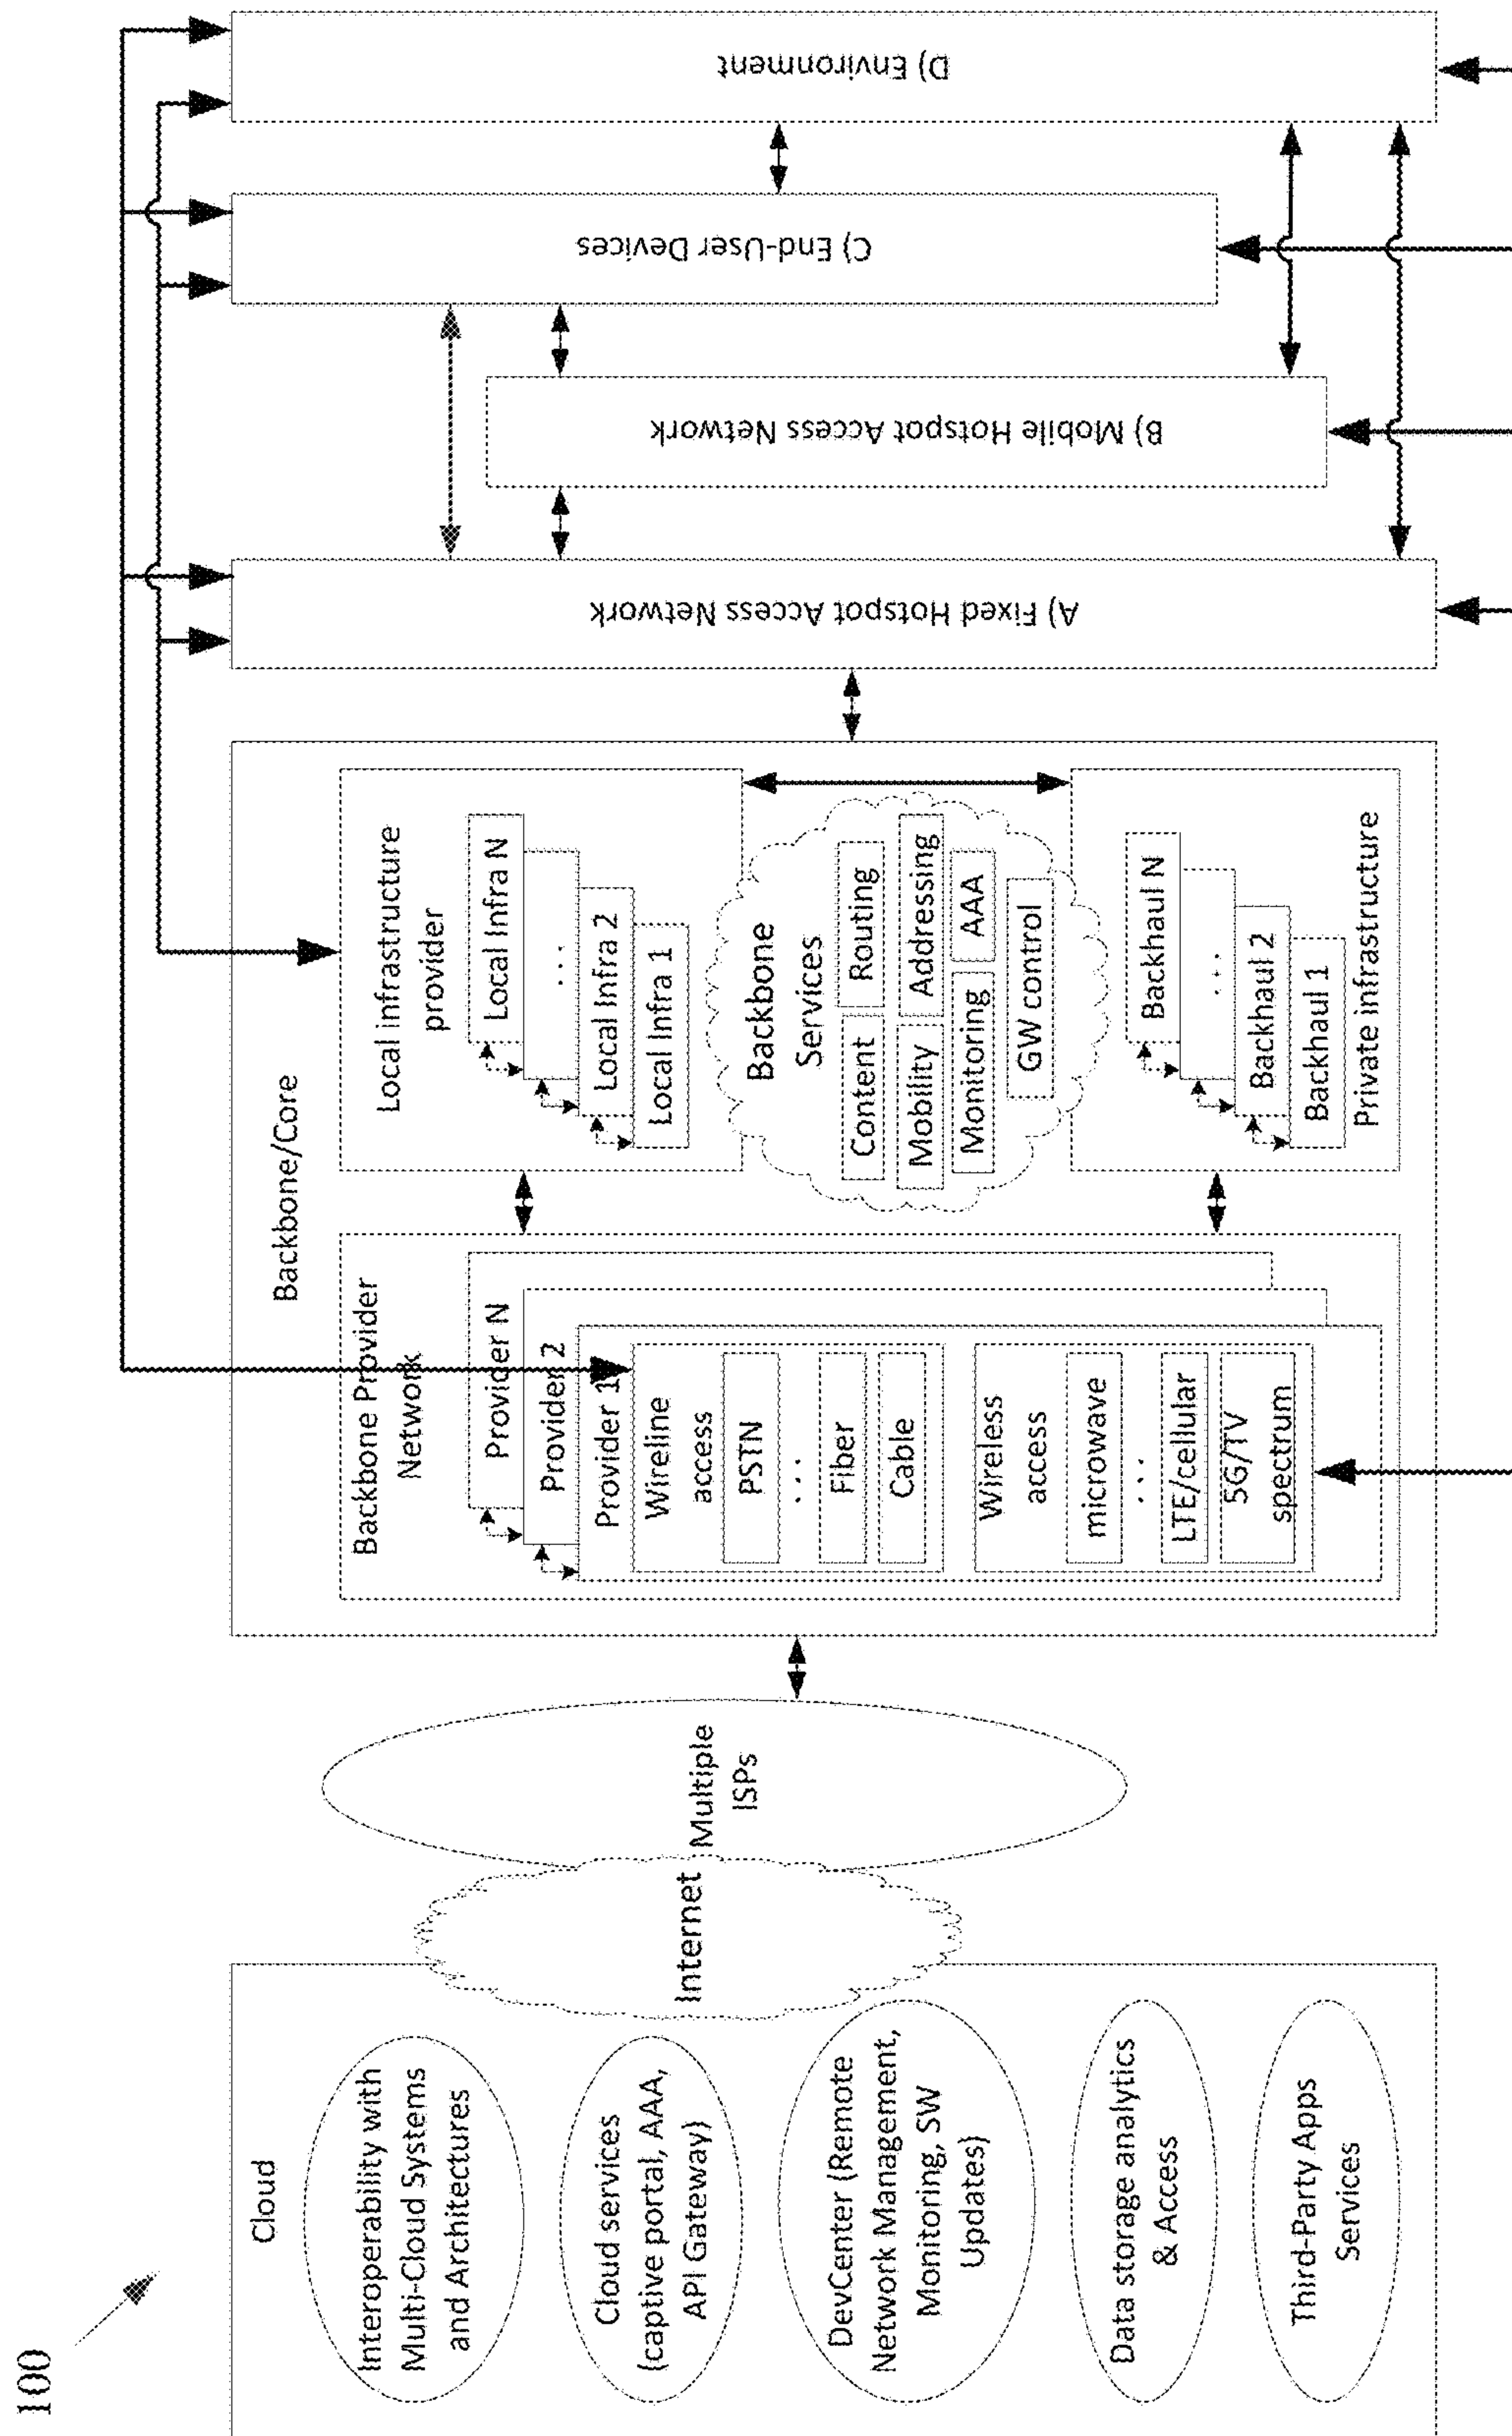 100
Cloud
Interoperability with
Multi-Cloud Systems
and Architectures
Cloud services
(captive portal, AAA,
API Gateway)
DevCenter (Remote
Network Management,
Monitoring, SW
Updates)
Data storage analytics
& Access
Third-Party Apps
Services
Internet
Multiple
ISPs
Backbone/Core
Backbone Provider
Network
Provider N
Provider 2
Provider 1
Wireline
access
PSTN
...
Fiber
Cable
Wireless
access
microwave
...
LTE/cellular
5G/TV
spectrum
Local infrastructure
provider
Local Infra N
...
Local Infra 2
Local Infra 1
Backbone
Services
Content
Routing
Mobility
Addressing
Monitoring
AAA
GW control
Backhaul N
...
Backhaul 2
Backhaul 1
Private infrastructure
A) Fixed Hotspot Access Network
B) Mobile Hotspot Access Network
C) End-User Devices
D) Environment